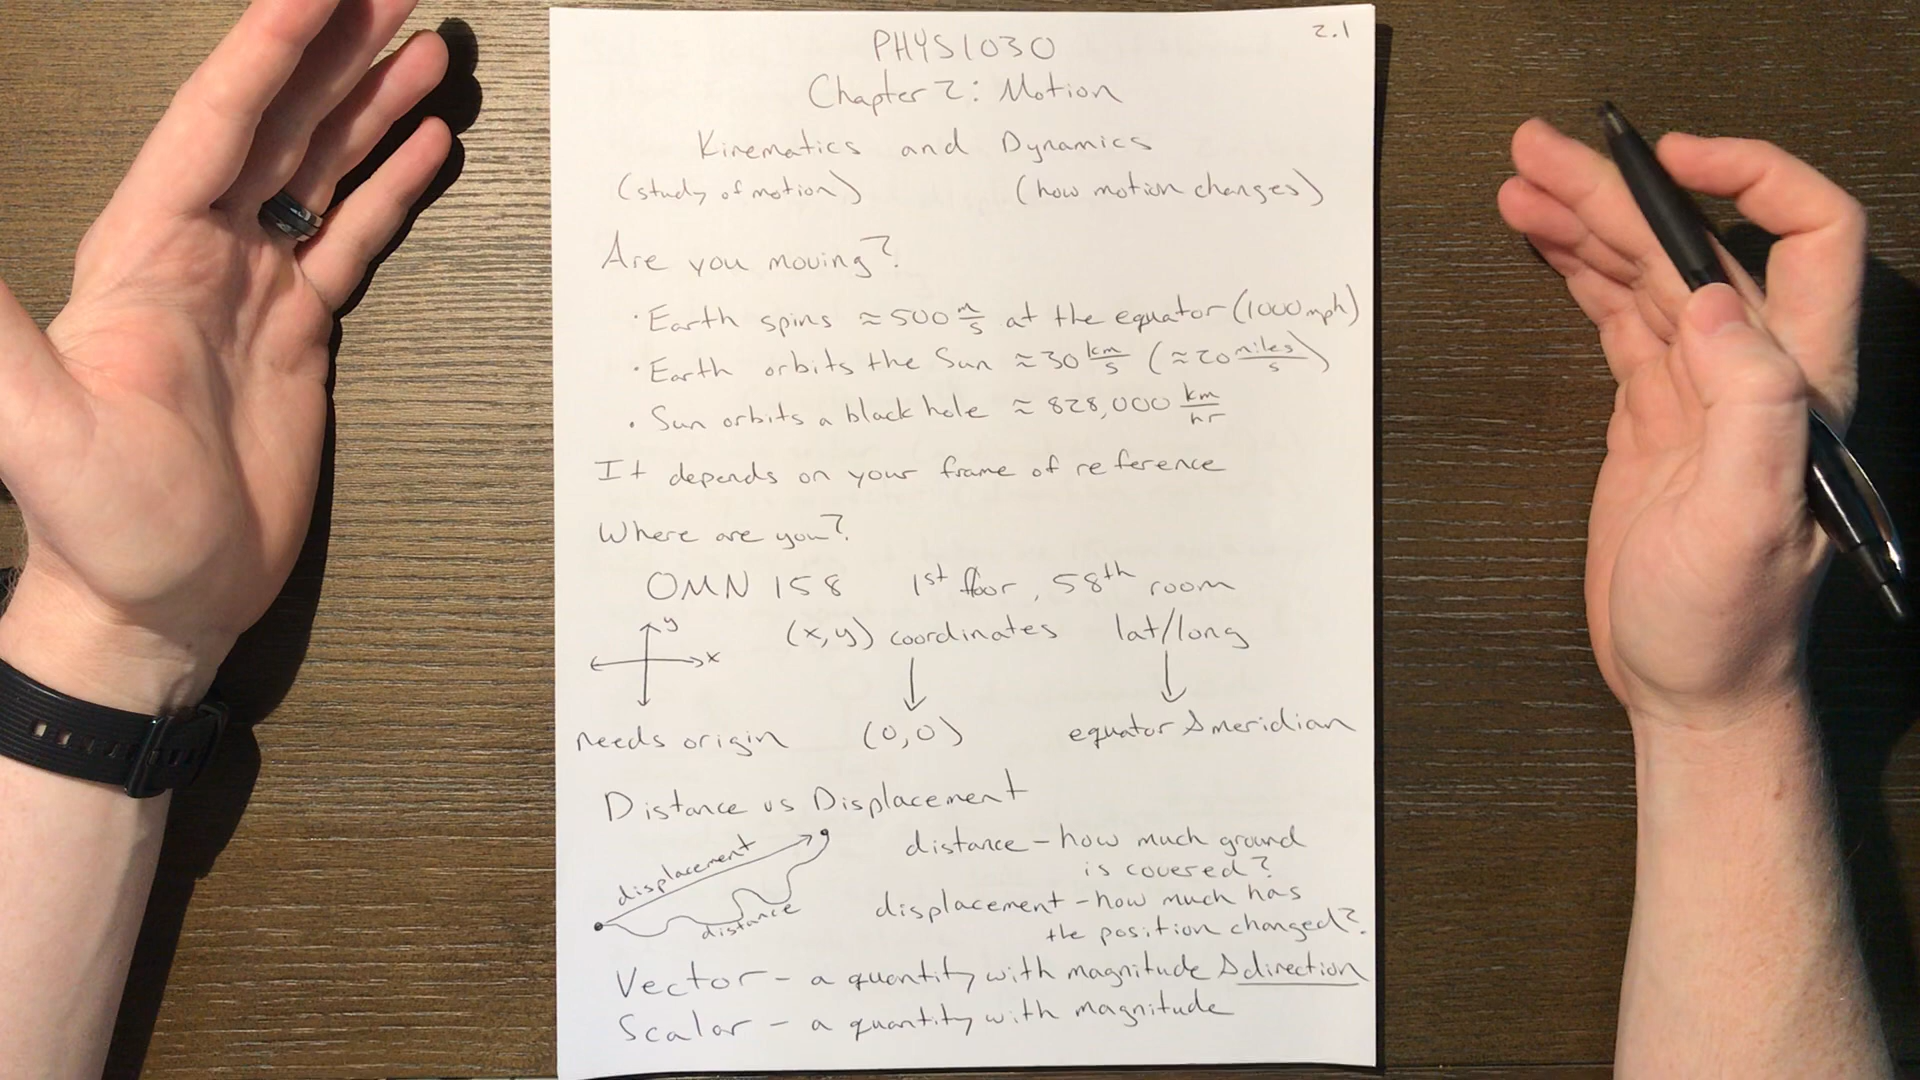 2.1
PHYS1030
Chapter 2: Motion
Kinematics and Dynamics
(study of motion) (how motion changes)
Are you moving?
· Earth spins ≈ 500 m/s at the equator (1000mph)
· Earth orbits the Sun ≈ 30 km/s (≈ 20 miles/s)
· Sun orbits a black hole ≈ 828,000 km/hr
It depends on your frame of reference
Where are you?
OMN 158 1st floor, 58th room
y
x
(x,y) coordinates lat/long
needs origin (0,0) equator & meridian
Distance vs Displacement
displacement
distance
distance - how much ground
is covered?
displacement - how much has
the position changed?
Vector - a quantity with magnitude & direction
Scalar - a quantity with magnitude